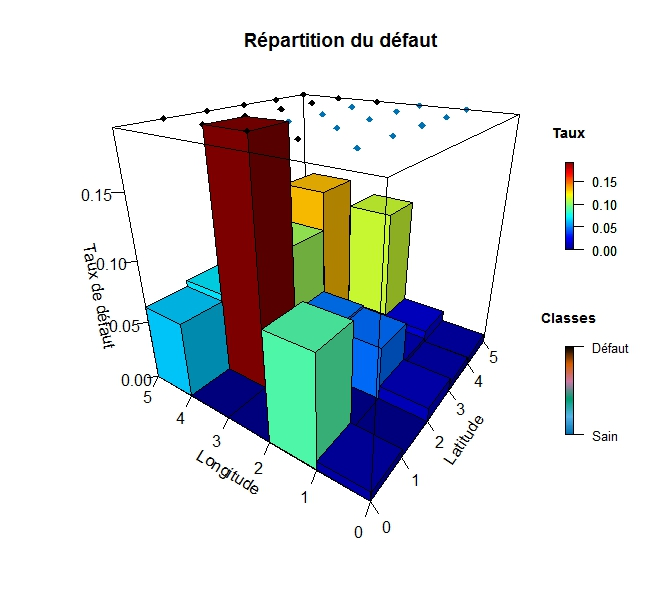 Répartition du défaut
Taux
0.15
0.10
0.05
0.00
Classes
Défaut
Sain
0.15
0.10
0.05
0.00
Taux de défaut
5
4
3
2
1
0
Longitude
0
1
2
3
4
5
Latitude